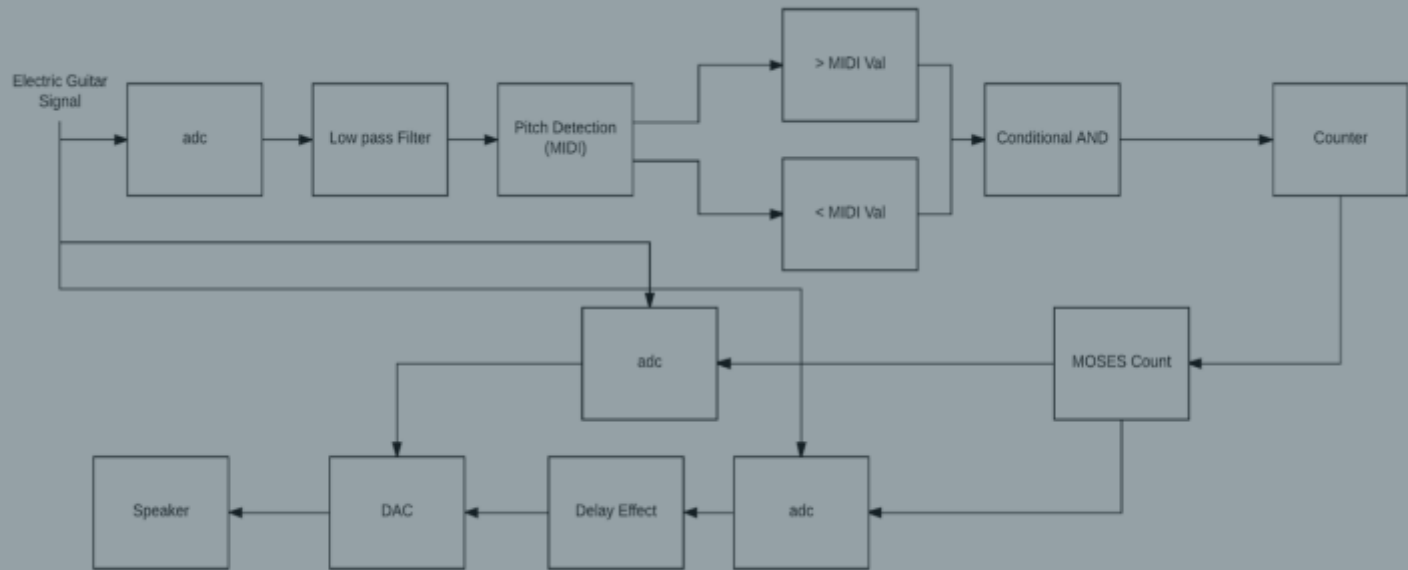 Electric Guitar
Signal
adc
Low pass Filter
Pitch Detection
(MIDI)
> MIDI Val
< MIDI Val
Conditional AND
Counter
adc
MOSES Count
Speaker
DAC
Delay Effect
adc